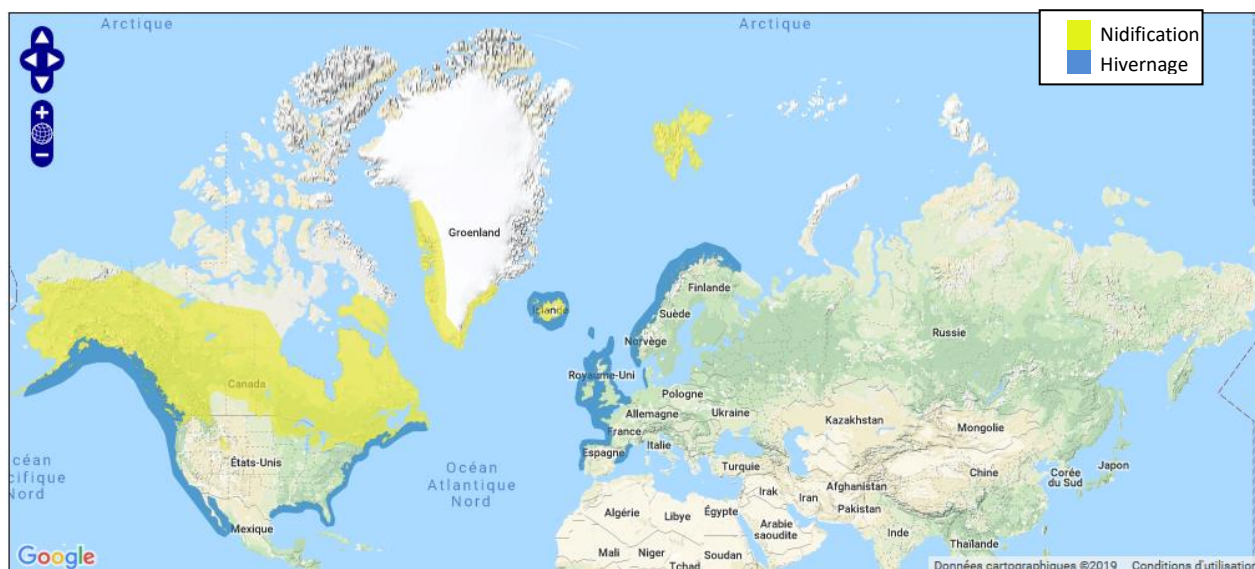 Arctique
Arctique
Nidification
Hivernage
+
−
Groenland
Islande
Finlande
Suède
Norvège
Russie
Royaume-Uni
Canada
Pologne
Allemagne
Ukraine
Kazakhstan
Mongolie
France
Italie
Espagne
États-Unis
Turquie
Chine
Corée
du Sud
Japon
céan
cifique
Nord
Océan
Atlantique
Nord
Afghanistan
Irak
Iran
Pakistan
Algérie
Libye
Égypte
Arabie
saoudite
Inde
Mexique
Mali
Niger
Soudan
Tchad
Thaïlande
Google
Données cartographiques ©2019
Conditions d'utilisation